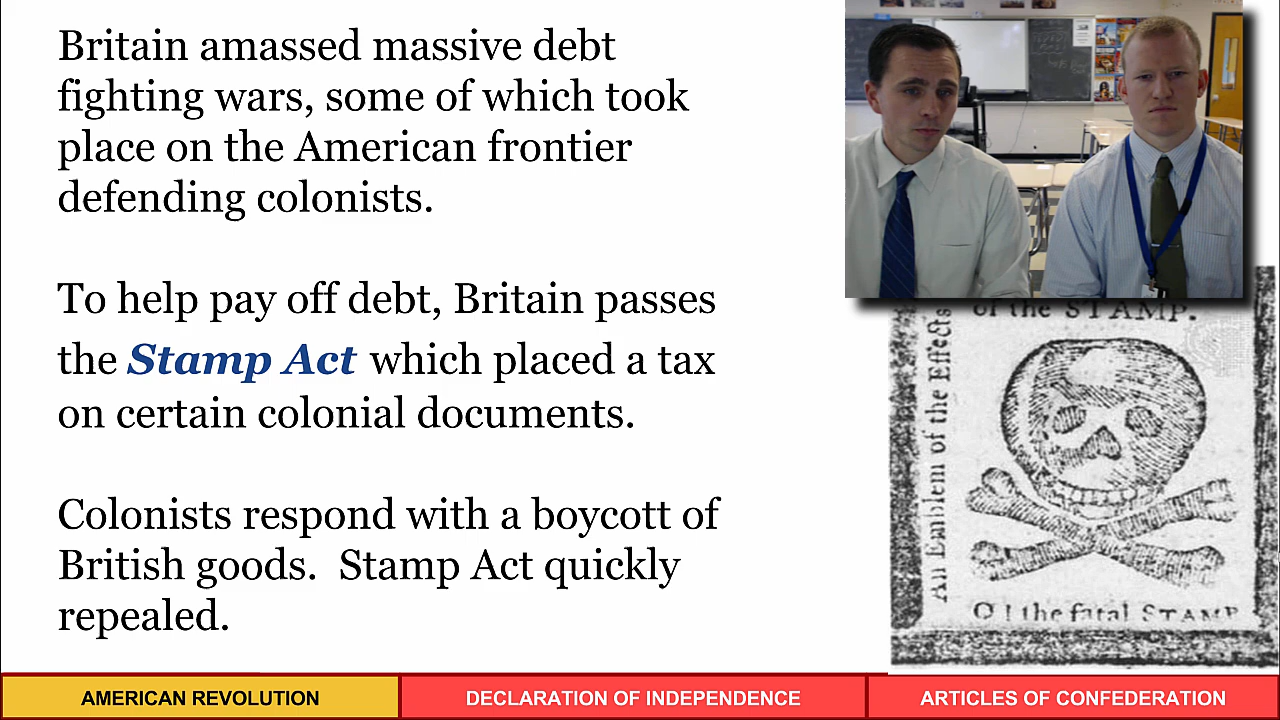 Britain amassed massive debt
fighting wars, some of which took
place on the American frontier
defending colonists.
To help pay off debt, Britain passes
the Stamp Act which placed a tax
on certain colonial documents.
Colonists respond with a boycott of
British goods. Stamp Act quickly
repealed.
of the STAMP.
An Emblem of the Effects
O! the fatal STAMP
AMERICAN REVOLUTION
DECLARATION OF INDEPENDENCE
ARTICLES OF CONFEDERATION